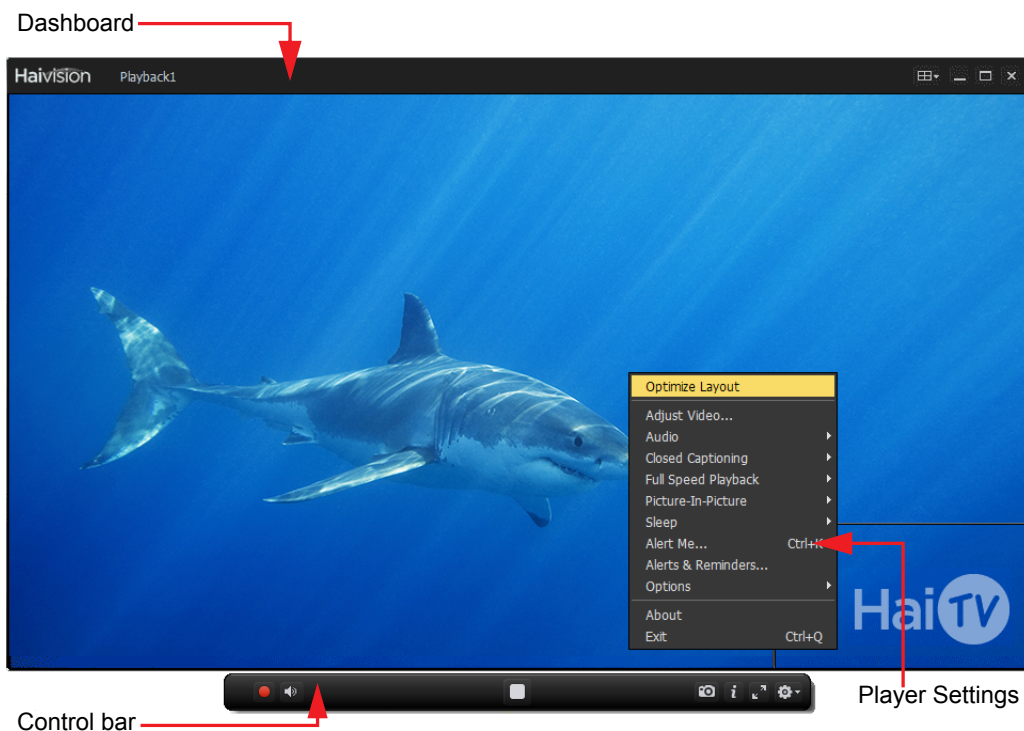 Dashboard
Haivision Playback1
Optimize Layout
Adjust Video...
Audio
Closed Captioning
Full Speed Playback
Picture-In-Picture
Sleep
Alert Me... Ctrl+K
Alerts & Reminders...
Options
About
Exit Ctrl+Q
HaiTV
Player Settings
Control bar